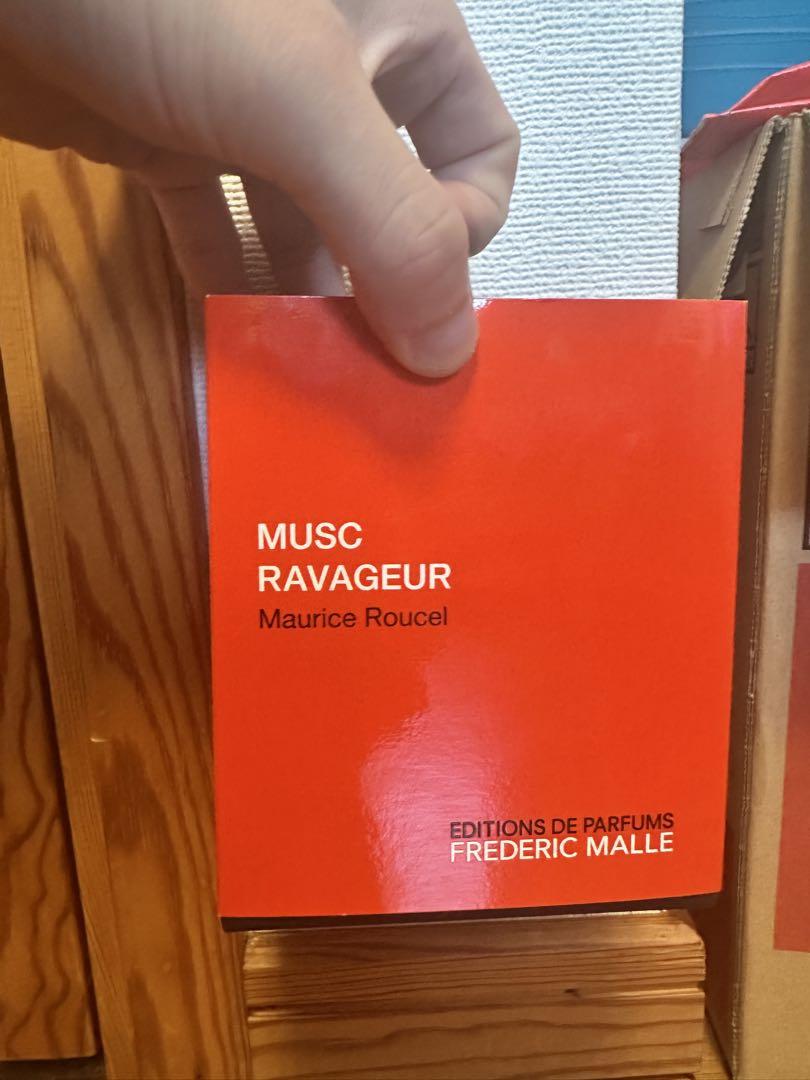 MUSC
RAVAGEUR
Maurice Roucel
EDITIONS DE PARFUMS
FREDERIC MALLE